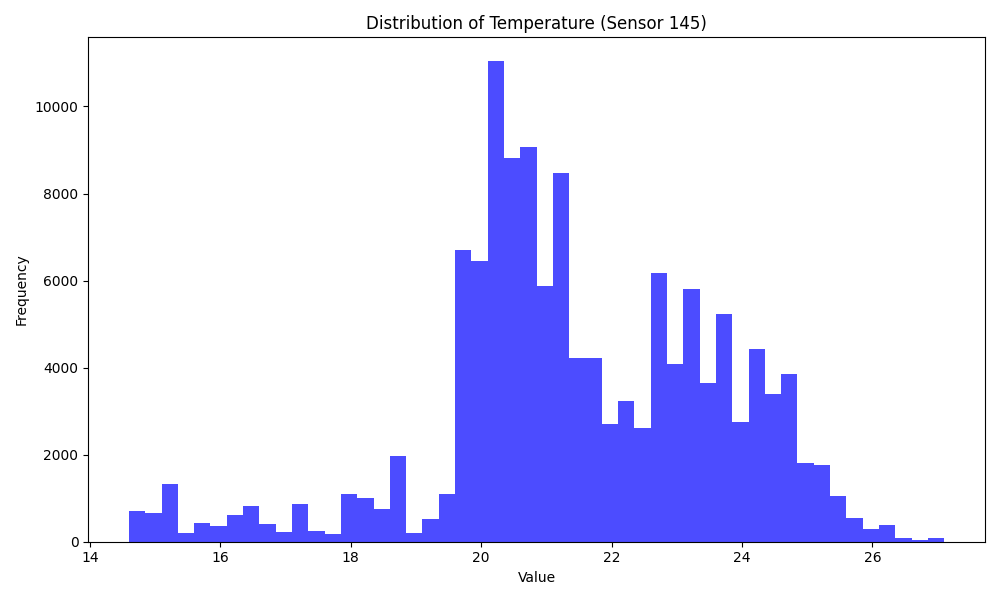 Distribution of Temperature (Sensor 145)
10000
8000
6000
4000
2000
0
Frequency
14 16 18 20 22 24 26
Value